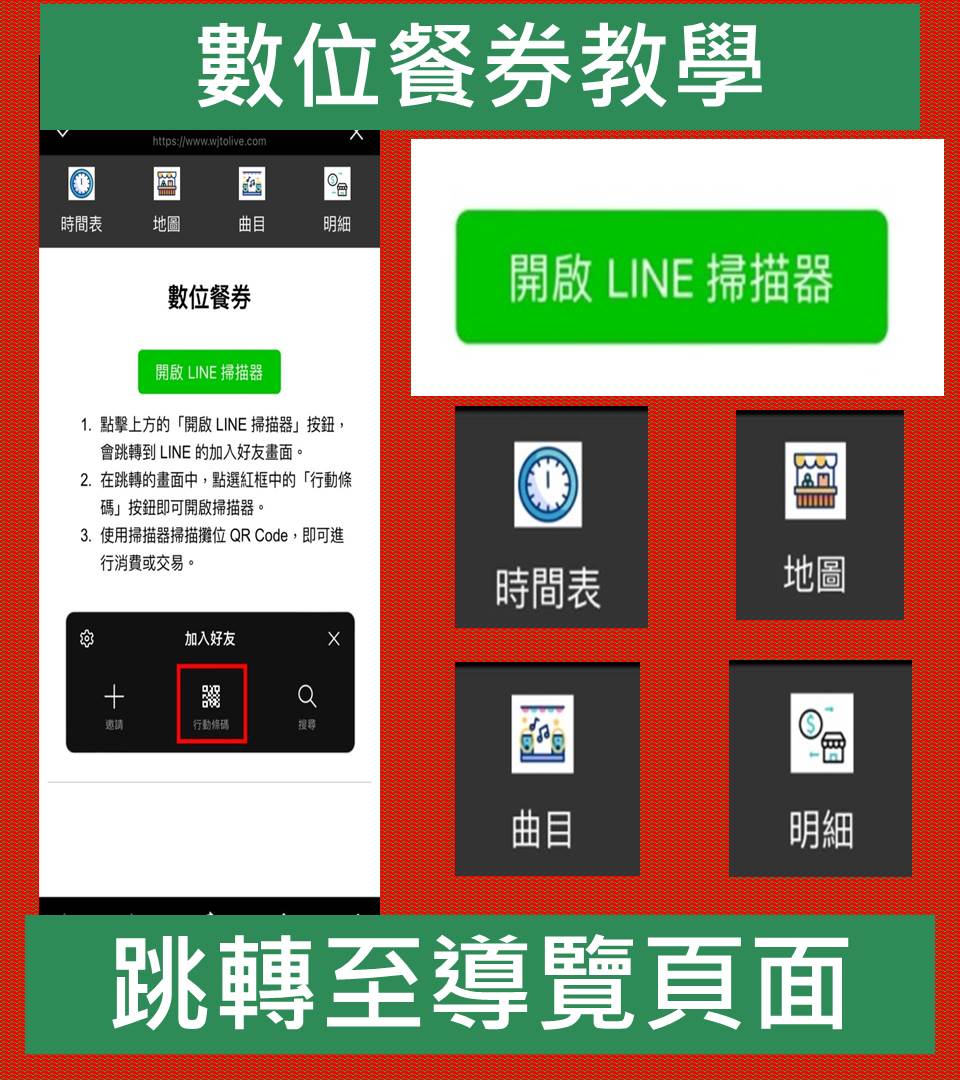 數位餐券教學
https://www.wjtolive.com
時間表
地圖
曲目
明細
數位餐券
開啟 LINE 掃描器
1. 點擊上方的「開啟 LINE 掃描器」按鈕，
會跳轉到 LINE 的加入好友畫面。
2. 在跳轉的畫面中，點選紅框中的「行動條
碼」按鈕即可開啟掃描器。
3. 使用掃描器掃描攤位 QR Code，即可進
行消費或交易。
加入好友
邀請
行動條碼
搜尋
開啟 LINE 掃描器
時間表
地圖
曲目
明細
跳轉至導覽頁面